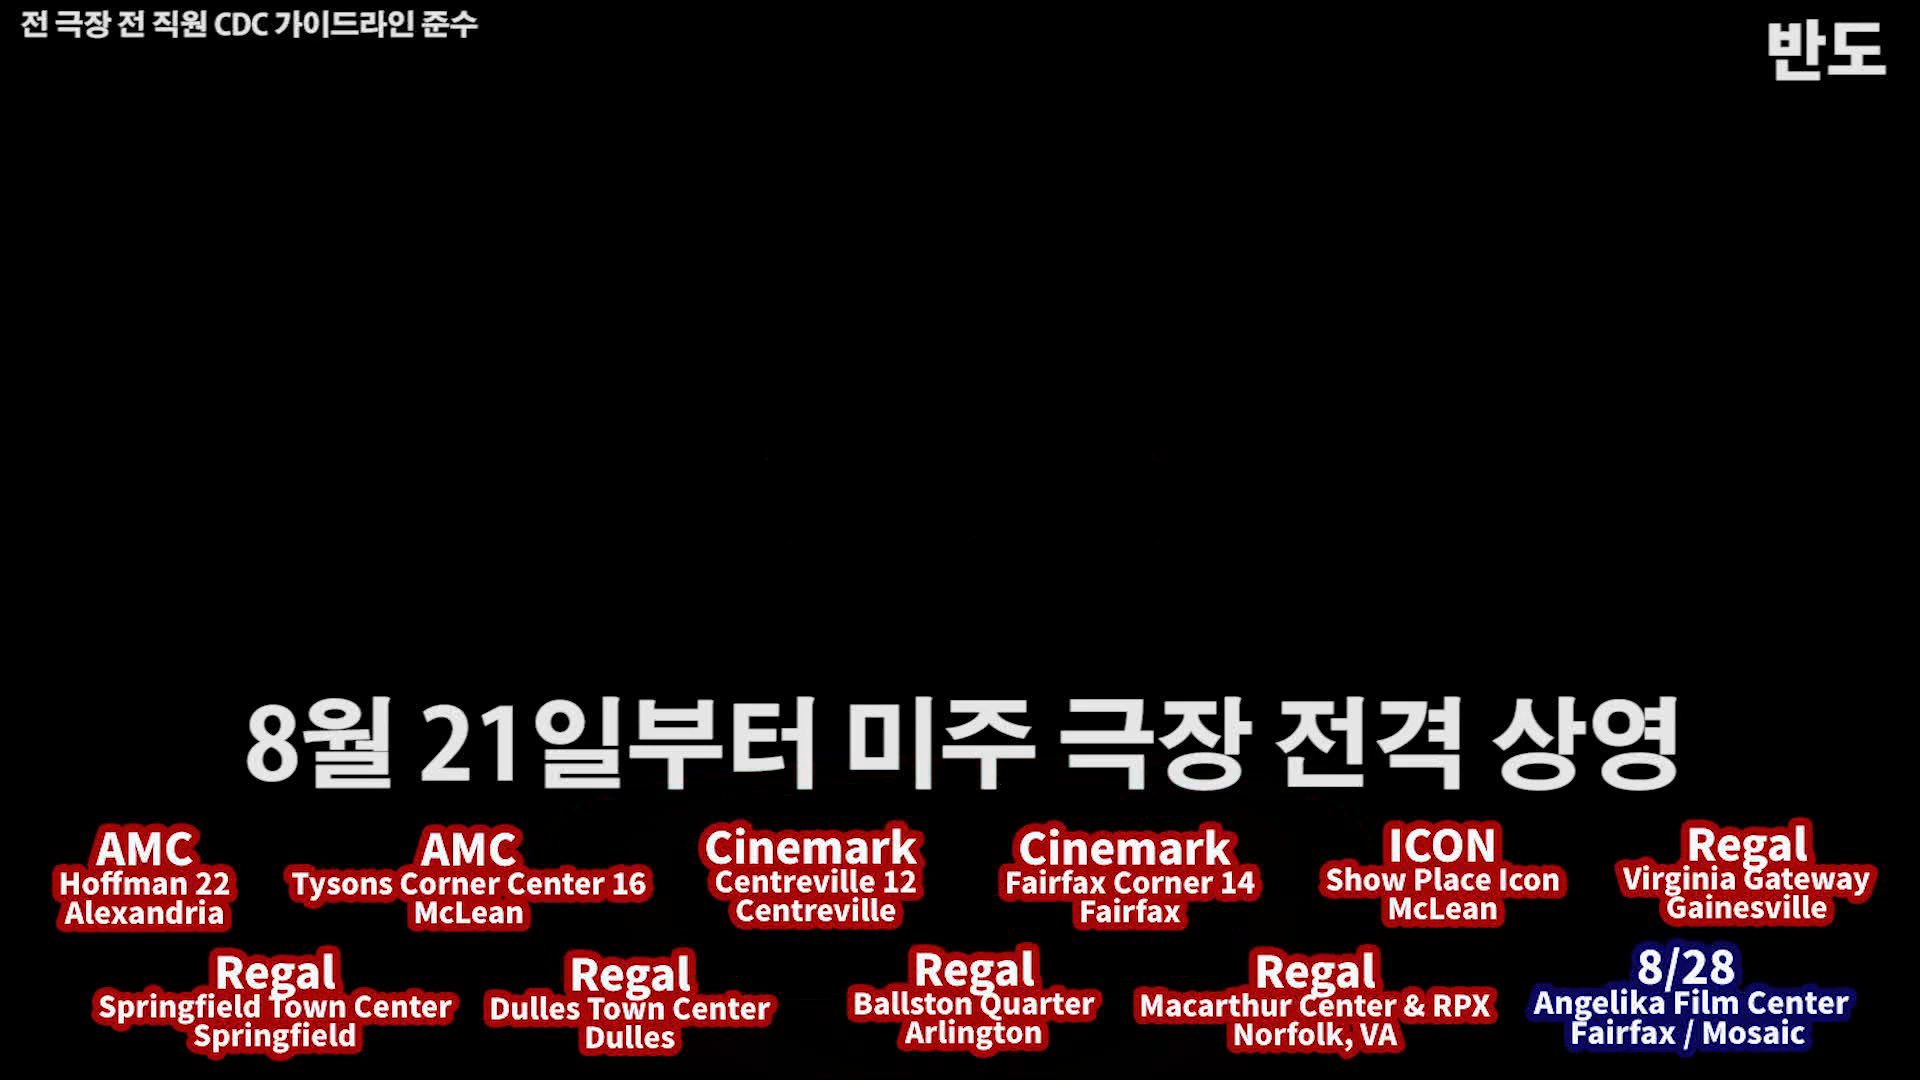 전 극장 전 직원 CDC 가이드라인 준수
반도
8월 21일부터 미주 극장 전격 상영
AMC
Hoffman 22
Alexandria
AMC
Tysons Corner Center 16
McLean
Cinemark
Centreville 12
Centreville
Cinemark
Fairfax Corner 14
Fairfax
ICON
Show Place Icon
McLean
Regal
Virginia Gateway
Gainesville
Regal
Springfield Town Center
Springfield
Regal
Dulles Town Center
Dulles
Regal
Ballston Quarter
Arlington
Regal
Macarthur Center & RPX
Norfolk, VA
8/28
Angelika Film Center
Fairfax / Mosaic